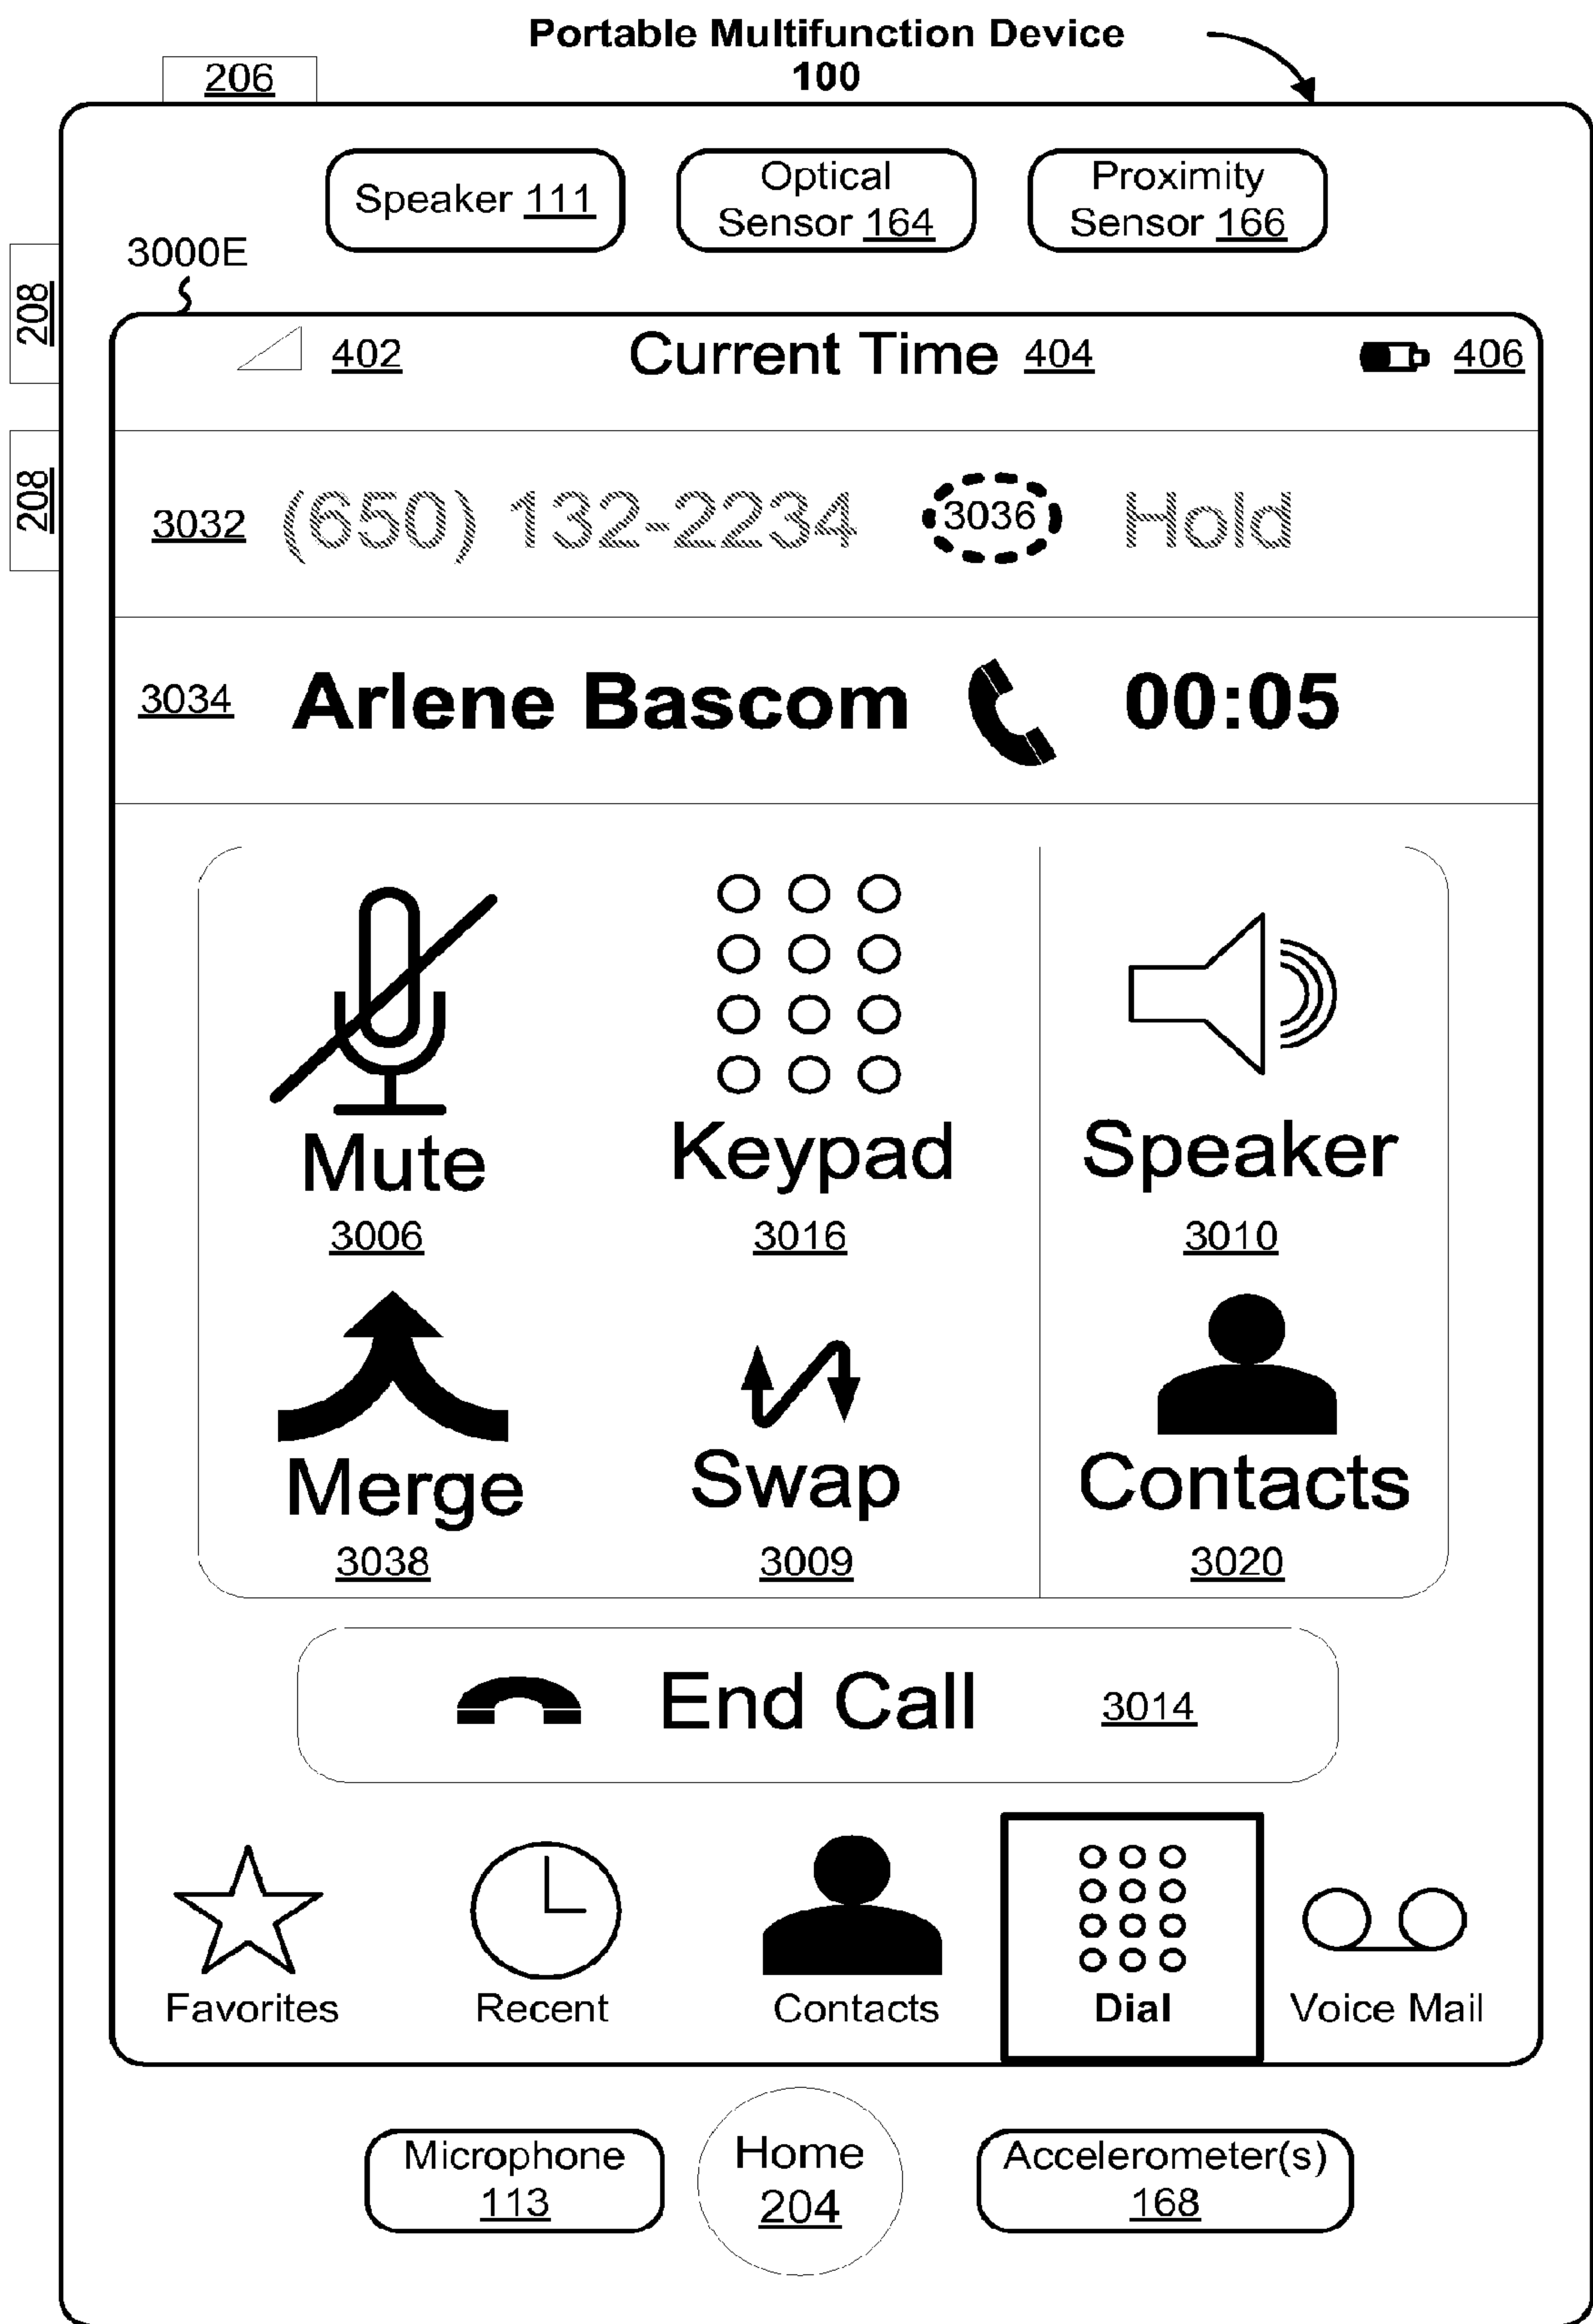 Portable Multifunction Device
100
206
Speaker 111
Optical
Sensor 164
Proximity
Sensor 166
3000E
208
402
Current Time 404
406
208
3032 (650) 132-2234 3036 Hold
3034 Arlene Bascom 00:05
Mute
3006
Keypad
3016
Speaker
3010
Merge
3038
Swap
3009
Contacts
3020
End Call 3014
Favorites
Recent
Contacts
Dial
Voice Mail
Microphone
113
Home
204
Accelerometer(s)
168